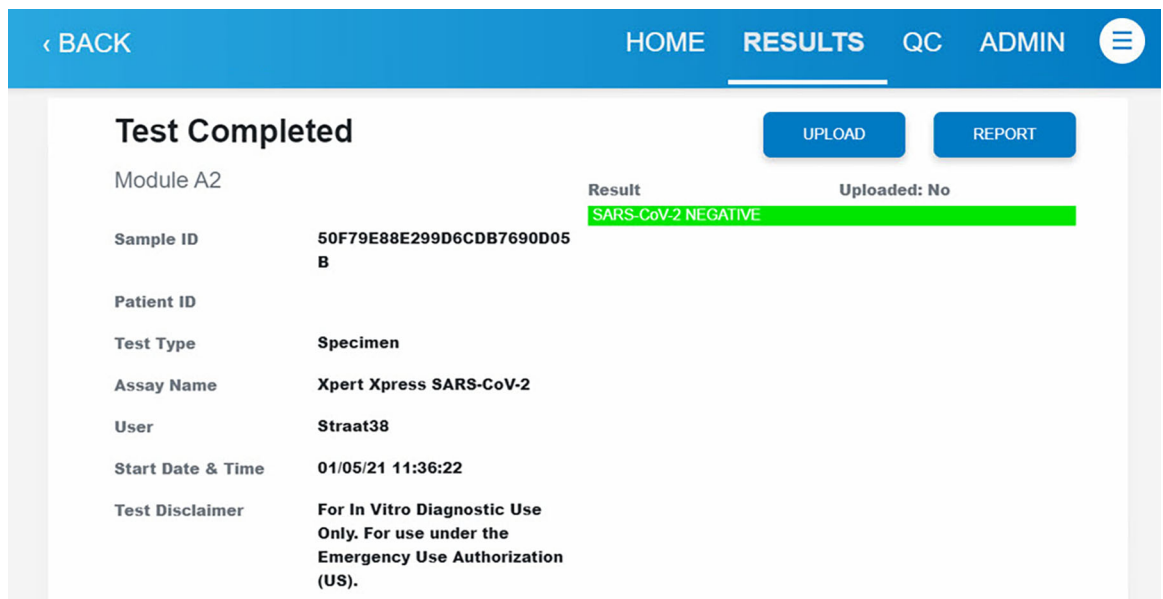 ‹ BACK
HOME RESULTS QC ADMIN
Test Completed
UPLOAD REPORT
Module A2
Result Uploaded: No
SARS-CoV-2 NEGATIVE
Sample ID 50F79E88E299D6CDB7690D05
B
Patient ID
Test Type Specimen
Assay Name Xpert Xpress SARS-CoV-2
User Straat38
Start Date & Time 01/05/21 11:36:22
Test Disclaimer For In Vitro Diagnostic Use
Only. For use under the
Emergency Use Authorization
(US).